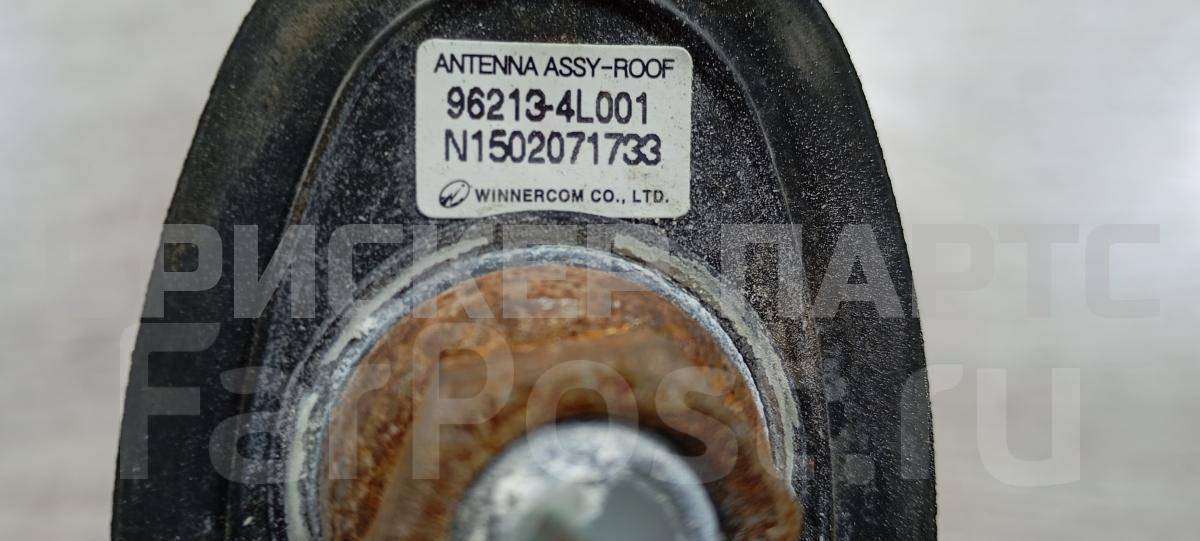 ANTENNA ASSY-ROOF
96213-4L001
N1502071733
WINNERCOM CO., LTD.
РИСКЕР ПАРТС
FarPost.ru